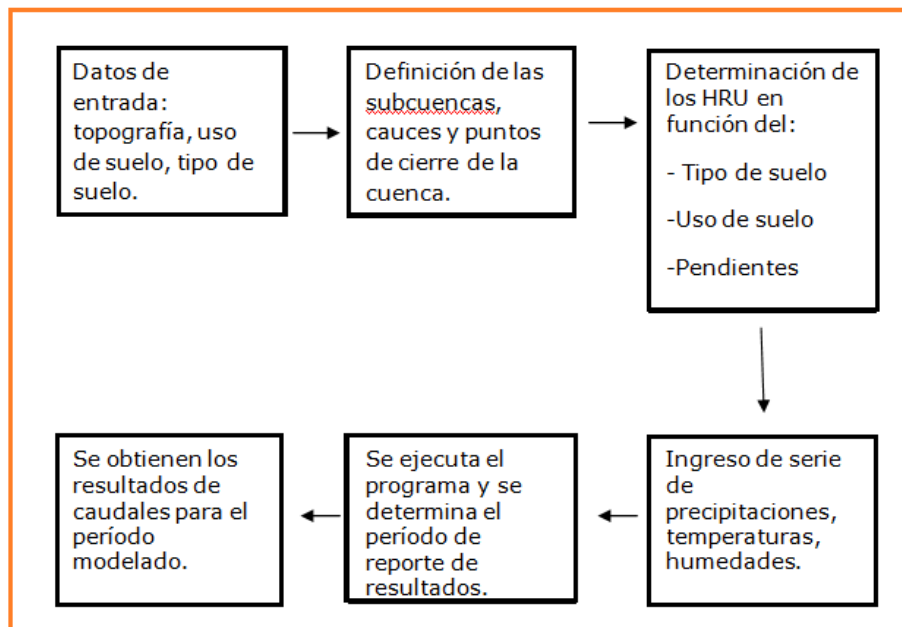 Datos de
entrada:
topografía, uso
de suelo, tipo de
suelo.
Definición de las
subcuencas,
cauces y puntos
de cierre de la
cuenca.
Determinación de
los HRU en
función del:
- Tipo de suelo
-Uso de suelo
-Pendientes
Ingreso de serie
de
precipitaciones,
temperaturas,
humedades.
Se ejecuta el
programa y se
determina el
período de
reporte de
resultados.
Se obtienen los
resultados de
caudales para el
período
modelado.